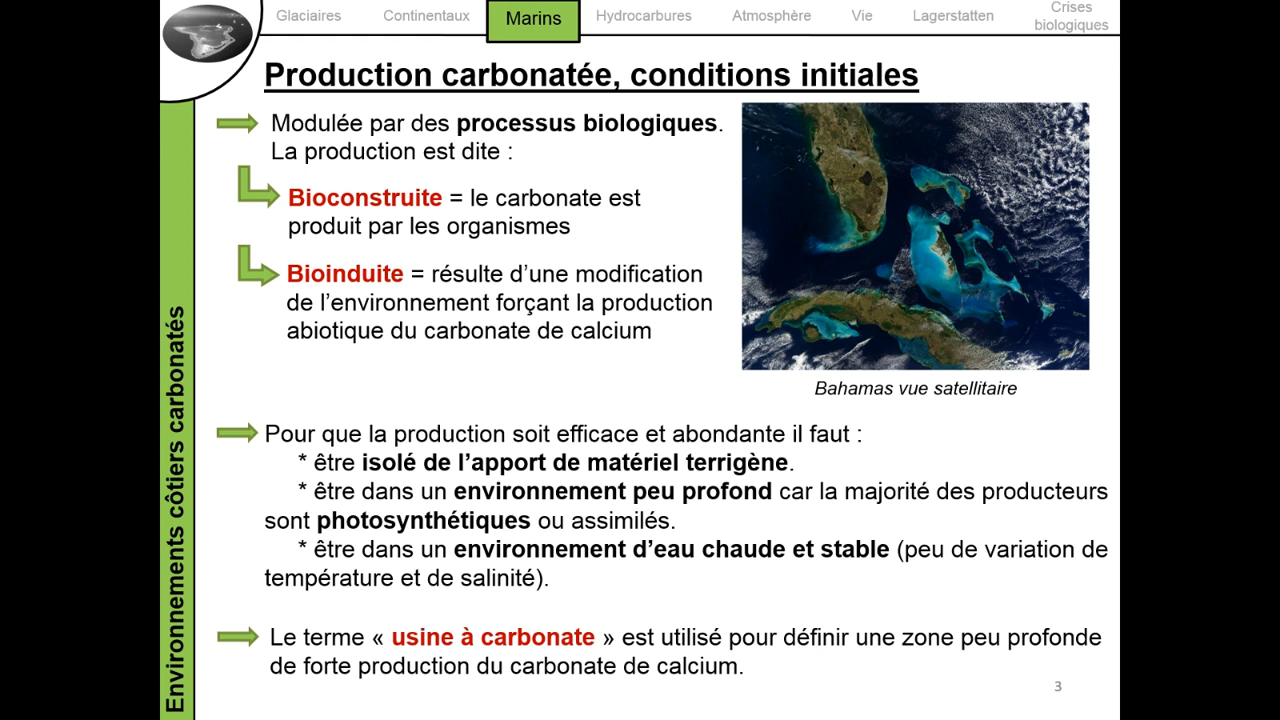 Glaciaires Continentaux Marins Hydrocarbures Atmosphère Vie Lagerstatten Crises biologiques
Environnements côtiers carbonatés
Production carbonatée, conditions initiales
Modulée par des processus biologiques.
La production est dite :
Bioconstruite = le carbonate est
produit par les organismes
Bioinduite = résulte d’une modification
de l’environnement forçant la production
abiotique du carbonate de calcium
Bahamas vue satellitaire
Pour que la production soit efficace et abondante il faut :
* être isolé de l’apport de matériel terrigène.
* être dans un environnement peu profond car la majorité des producteurs
sont photosynthétiques ou assimilés.
* être dans un environnement d’eau chaude et stable (peu de variation de
température et de salinité).
Le terme « usine à carbonate » est utilisé pour définir une zone peu profonde
de forte production du carbonate de calcium.
3